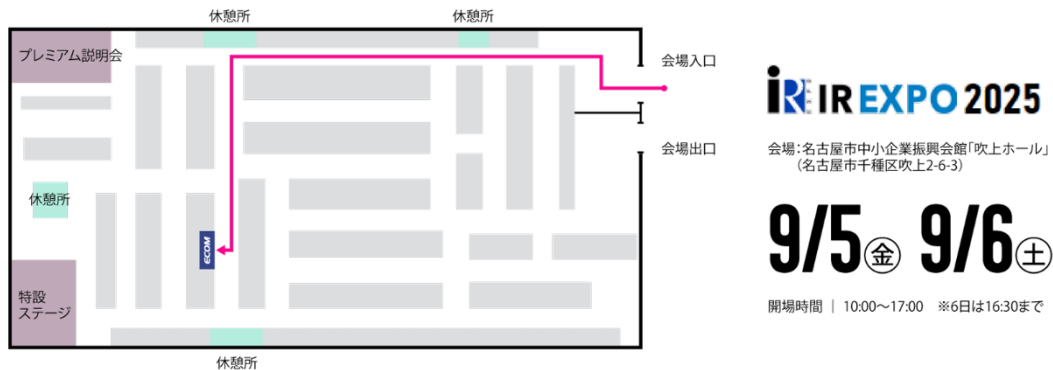 休憩所
休憩所
プレミアム説明会
会場入口
会場出口
休憩所
ECOM
特設
ステージ
休憩所
iR IR EXPO 2025
会場：名古屋市中小企業振興会館「吹上ホール」
（名古屋市千種区吹上2-6-3）
9/5㊎ 9/6㊏
開場時間｜10:00〜17:00 ※6日は16:30まで